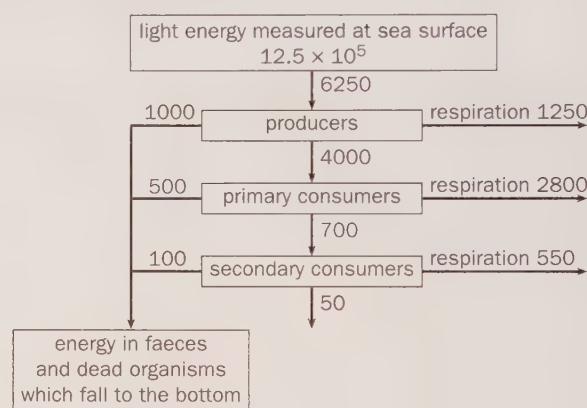 light energy measured at sea surface
12.5 × 10⁵
6250
1000
producers
respiration 1250
4000
500
primary consumers
respiration 2800
700
100
secondary consumers
respiration 550
50
energy in faeces
and dead organisms
which fall to the bottom